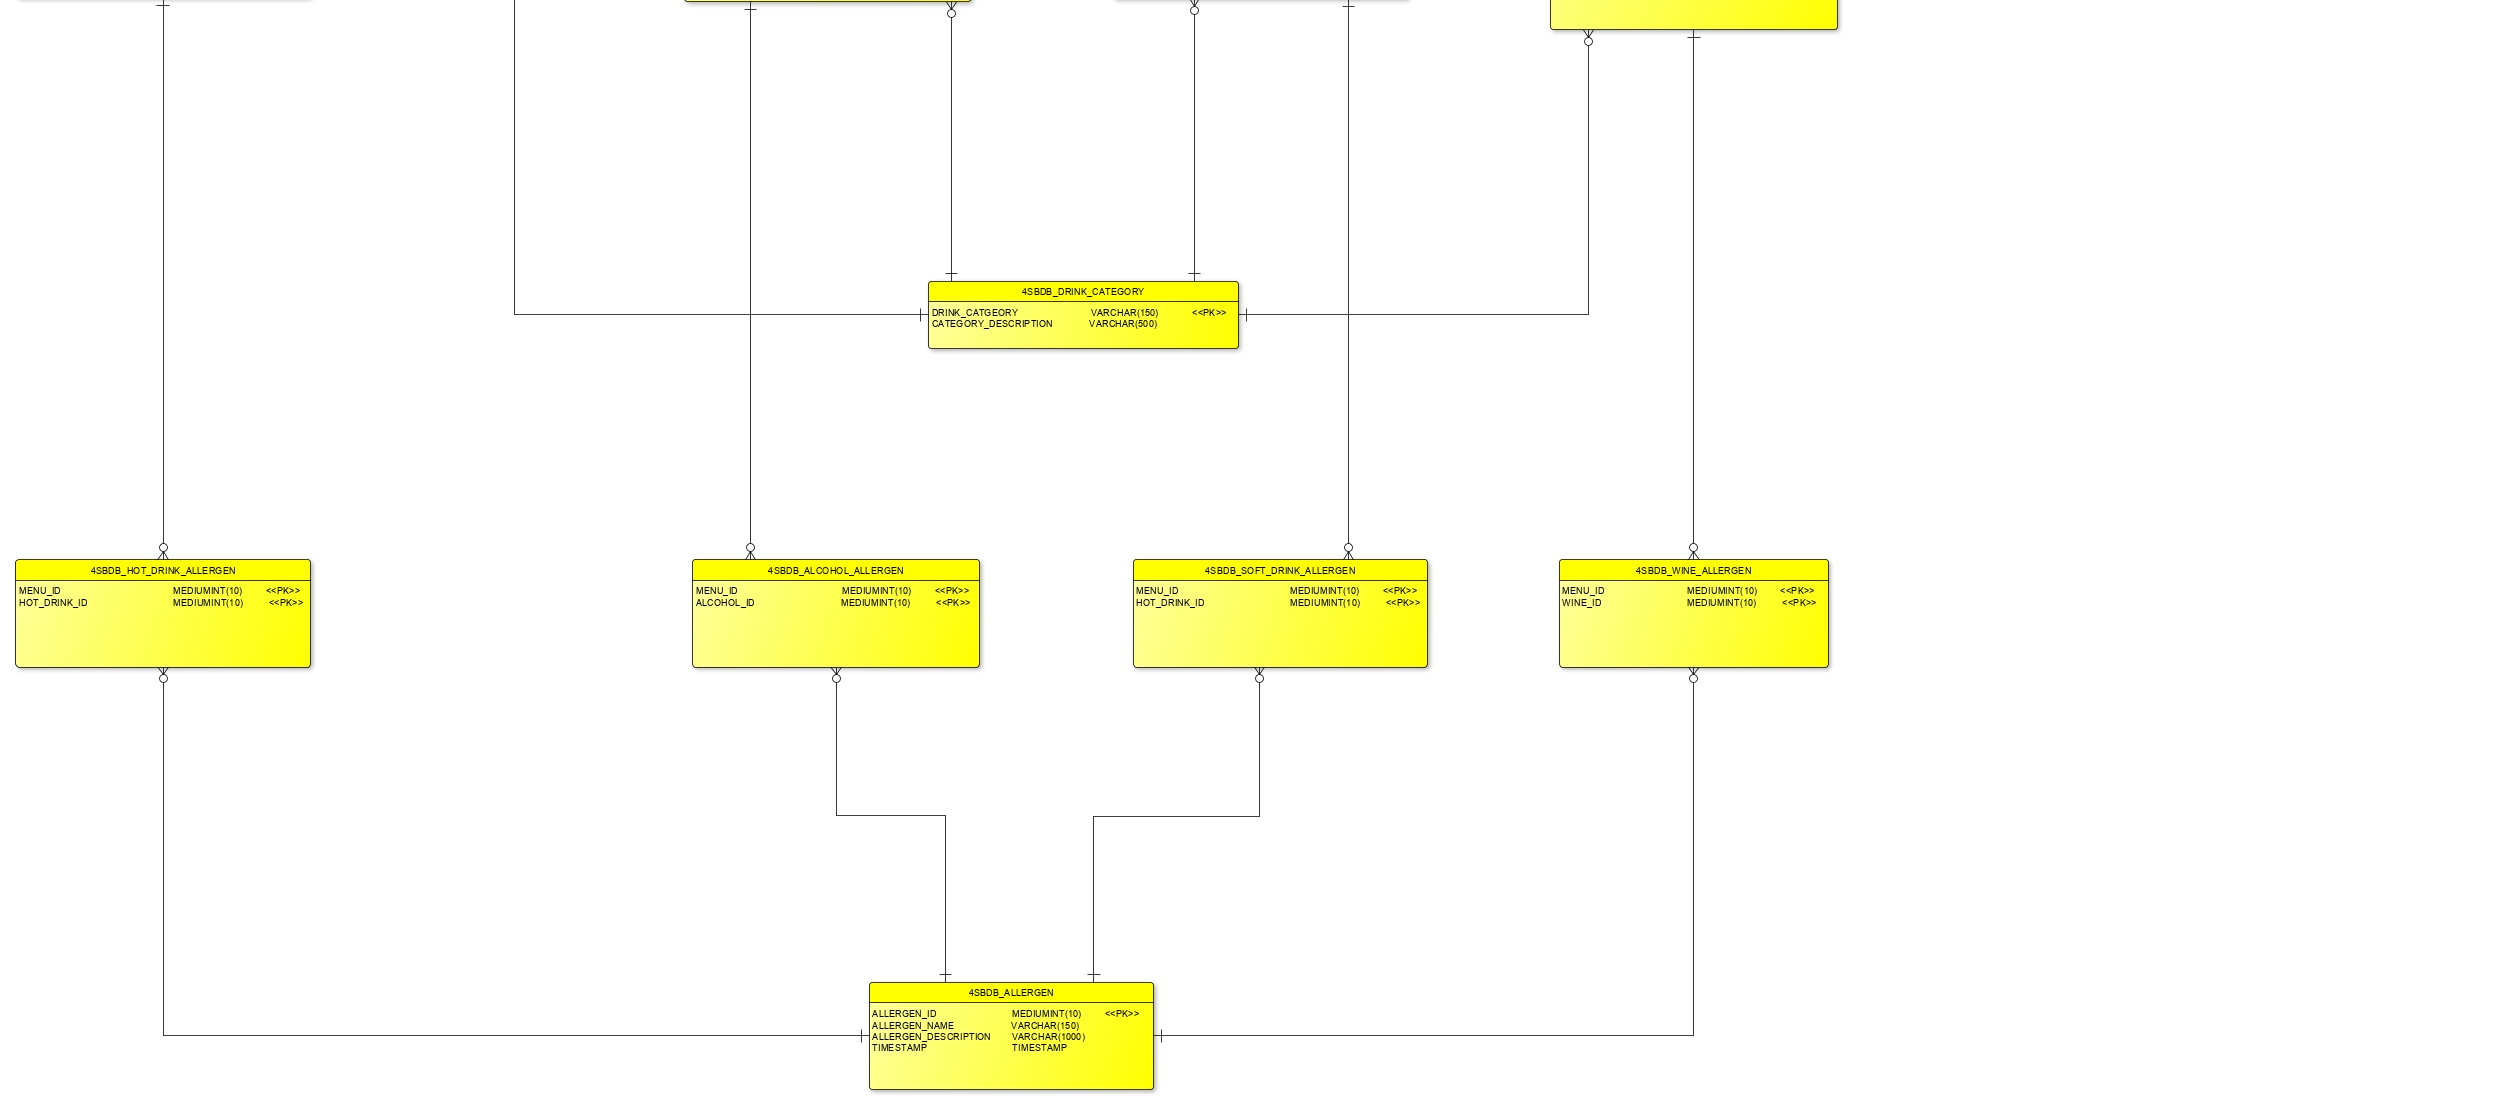 4SBDB_DRINK_CATEGORY
DRINK_CATGEORY VARCHAR(150) <<PK>>
CATEGORY_DESCRIPTION VARCHAR(500)
4SBDB_HOT_DRINK_ALLERGEN
MENU_ID MEDIUMINT(10) <<PK>>
HOT_DRINK_ID MEDIUMINT(10) <<PK>>
4SBDB_ALCOHOL_ALLERGEN
MENU_ID MEDIUMINT(10) <<PK>>
ALCOHOL_ID MEDIUMINT(10) <<PK>>
4SBDB_SOFT_DRINK_ALLERGEN
MENU_ID MEDIUMINT(10) <<PK>>
HOT_DRINK_ID MEDIUMINT(10) <<PK>>
4SBDB_WINE_ALLERGEN
MENU_ID MEDIUMINT(10) <<PK>>
WINE_ID MEDIUMINT(10) <<PK>>
4SBDB_ALLERGEN
ALLERGEN_ID MEDIUMINT(10) <<PK>>
ALLERGEN_NAME VARCHAR(150)
ALLERGEN_DESCRIPTION VARCHAR(1000)
TIMESTAMP TIMESTAMP